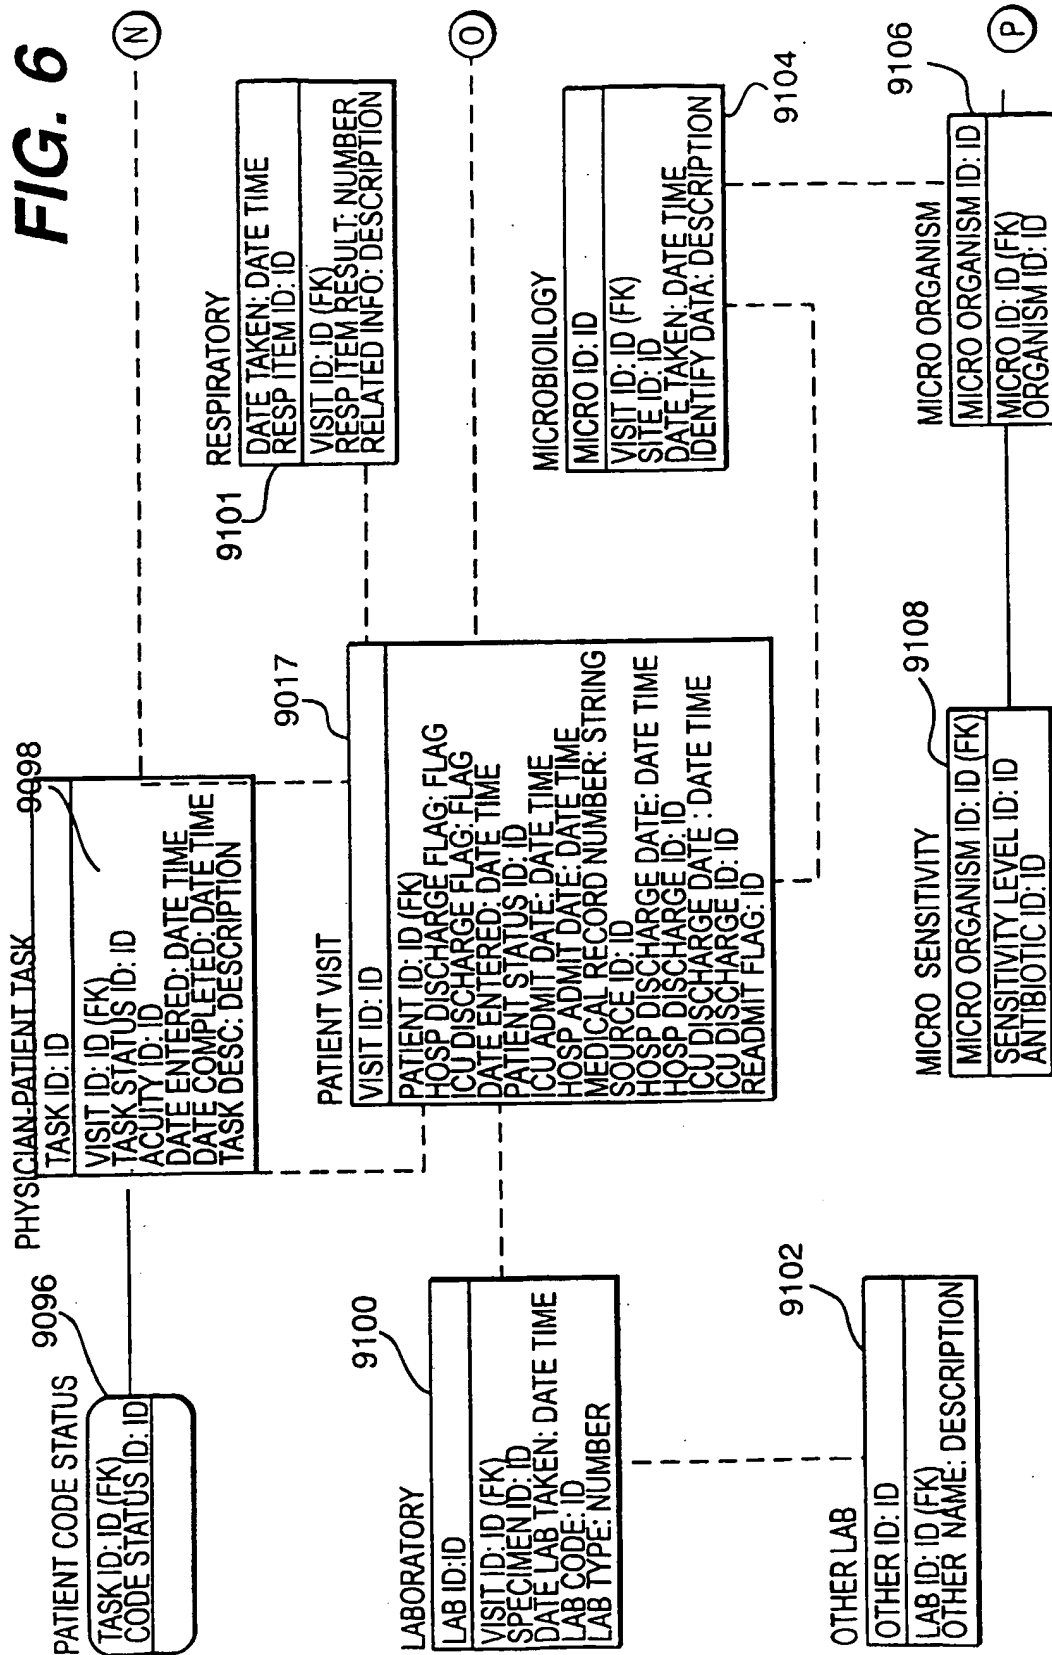 FIG. 6
PATIENT CODE STATUS
9096
TASK ID: ID (FK)
CODE STATUS ID: ID
PHYSICIAN-PATIENT TASK
9098
TASK ID: ID
VISIT ID: ID (FK)
TASK STATUS ID: ID
ACUITY ID: ID
DATE ENTERED: DATE TIME
DATE COMPLETED: DATE TIME
TASK DESC: DESCRIPTION
N
RESPIRATORY
9101
DATE TAKEN: DATE TIME
RESP ITEM ID: ID
VISIT ID: ID (FK)
RESP ITEM RESULT: NUMBER
RELATED INFO: DESCRIPTION
LABORATORY
9100
LAB ID:ID
VISIT ID: ID (FK)
SPECIMEN ID: ID
DATE LAB TAKEN: DATE TIME
LAB CODE: ID
LAB TYPE: NUMBER
PATIENT VISIT
9017
VISIT ID: ID
PATIENT ID: ID (FK)
HOSP DISCHARGE FLAG: FLAG
ICU DISCHARGE FLAG: FLAG
DATE ENTERED: DATE TIME
PATIENT STATUS ID: ID
ICU ADMIT DATE: DATE TIME
HOSP ADMIT DATE: DATE TIME
MEDICAL RECORD NUMBER: STRING
SOURCE ID: ID
HOSP DISCHARGE DATE: DATE TIME
HOSP DISCHARGE ID: ID
ICU DISCHARGE DATE : DATE TIME
ICU DISCHARGE ID: ID
READMIT FLAG: ID
O
MICROBIOILOGY
9104
MICRO ID: ID
VISIT ID: ID (FK)
SITE ID: ID
DATE TAKEN: DATE TIME
IDENTIFY DATA: DESCRIPTION
OTHER LAB
9102
OTHER ID: ID
LAB ID: ID (FK)
OTHER NAME: DESCRIPTION
MICRO SENSITIVITY
9108
MICRO ORGANISM ID: ID (FK)
SENSITIVITY LEVEL ID: ID
ANTIBIOTIC ID: ID
MICRO ORGANISM
9106
MICRO ORGANISM ID: ID
MICRO ID: ID (FK)
ORGANISM ID: ID
P